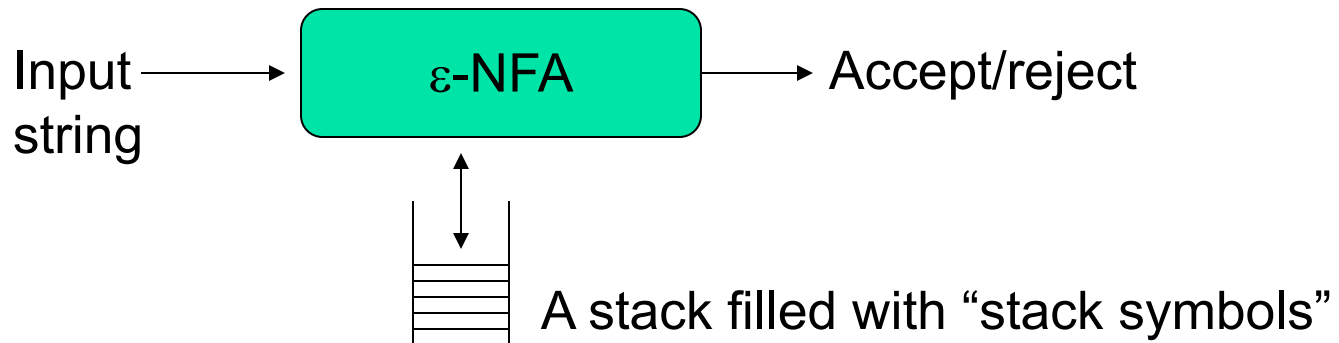 Input
string
ε-NFA
Accept/reject
A stack filled with “stack symbols”